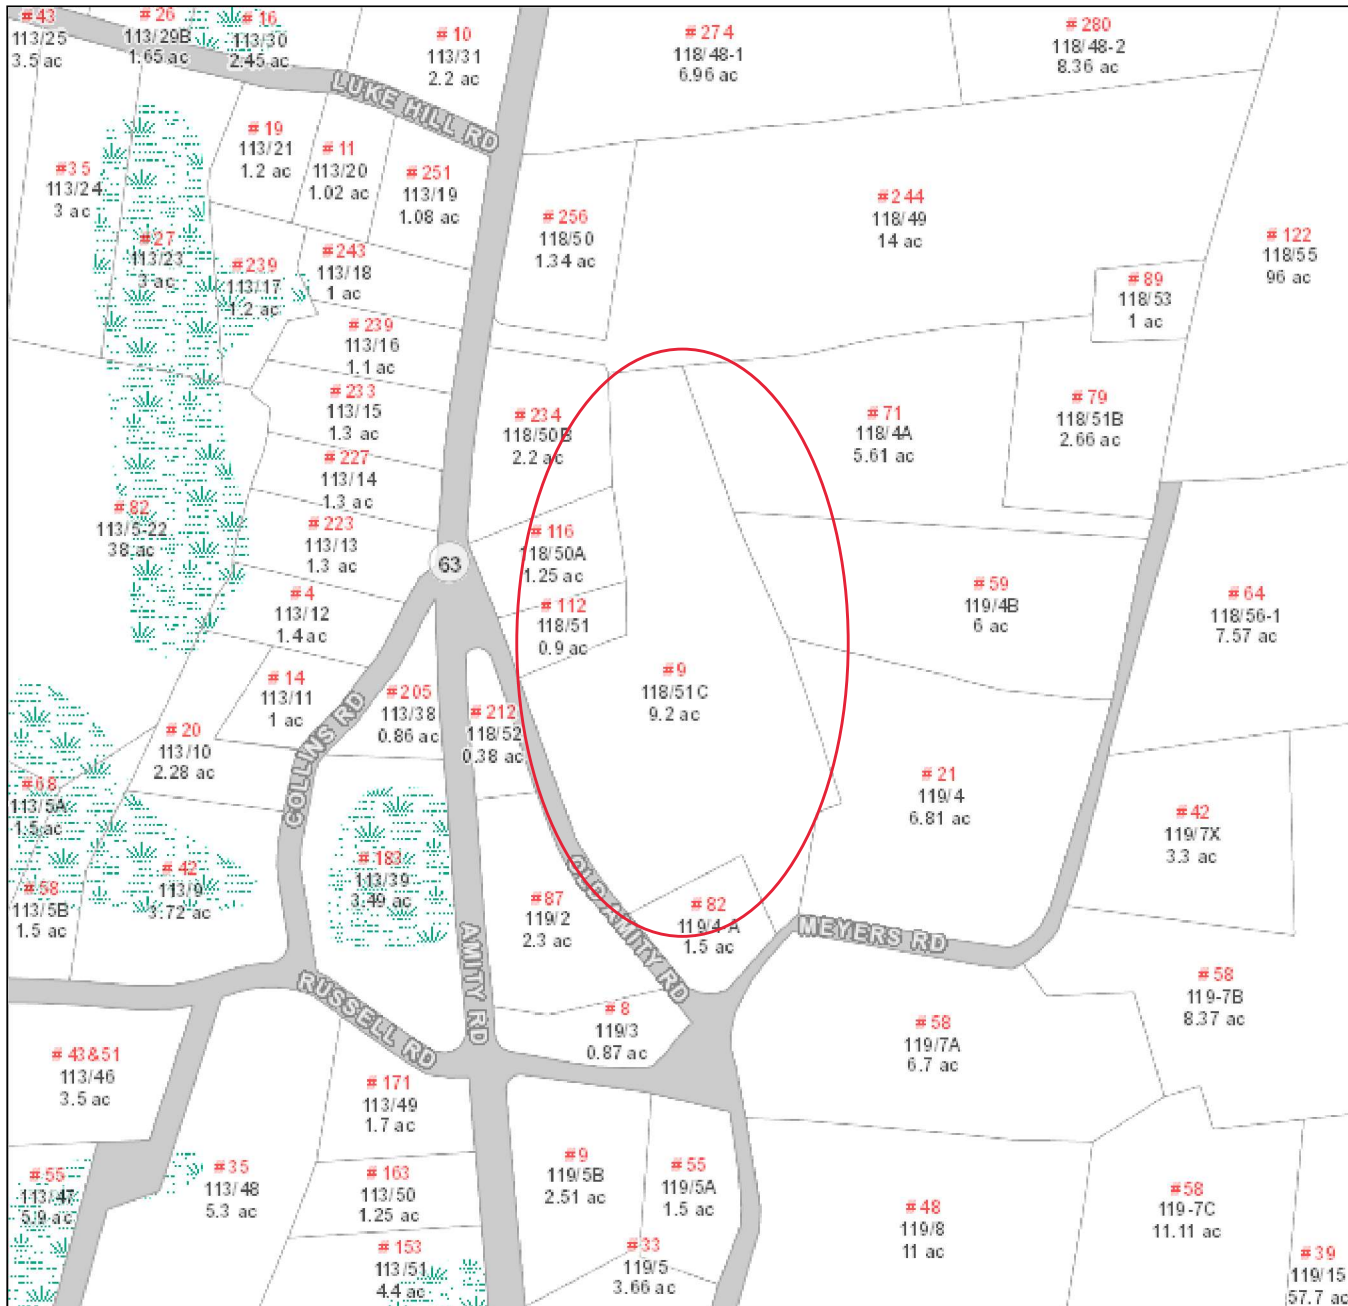 # 43
113/25
3.5 ac
# 26
113/29B
1.65 ac
# 16
113/30
2.45 ac
# 10
113/31
2.2 ac
# 274
118/48-1
6.96 ac
# 280
118/48-2
8.36 ac
LUKE HILL RD
# 19
113/21
1.2 ac
# 11
113/20
1.02 ac
# 251
113/19
1.08 ac
#35
113/24
3 ac
# 256
118/50
1.34 ac
# 244
118/49
14 ac
# 122
118/55
96 ac
#27
113/23
3 ac
# 239
113/17
1.2 ac
# 243
113/18
1 ac
# 89
118/53
1 ac
# 239
113/16
1.1 ac
# 233
113/15
1.3 ac
# 234
118/50B
2.2 ac
# 71
118/4A
5.61 ac
# 79
118/51B
2.66 ac
# 227
113/14
1.3 ac
# 82
113/5-22
38 ac
# 223
113/13
1.3 ac
63
# 116
118/50A
1.25 ac
# 4
113/12
1.4 ac
# 112
118/51
0.9 ac
# 59
119/4B
6 ac
# 64
118/56-1
7.57 ac
# 14
113/11
1 ac
# 205
113/38
0.86 ac
# 212
118/52
0.38 ac
# 9
118/51C
9.2 ac
# 20
113/10
2.28 ac
COLLINS RD
# 68
113/5A
1.5 ac
# 21
119/4
6.81 ac
# 42
119/7X
3.3 ac
# 58
113/5B
1.5 ac
# 42
113/9
3.72 ac
# 183
113/39
3.49 ac
# 87
119/2
2.3 ac
OLD AMITY RD
# 82
119/4-A
1.5 ac
MEYERS RD
AMITY RD
RUSSELL RD
# 8
119/3
0.87 ac
# 58
119/7A
6.7 ac
# 58
119-7B
8.37 ac
# 43&51
113/46
3.5 ac
# 171
113/49
1.7 ac
# 55
113/47
5.9 ac
# 35
113/48
5.3 ac
# 163
113/50
1.25 ac
# 9
119/5B
2.51 ac
# 55
119/5A
1.5 ac
# 48
119/8
11 ac
# 58
119-7C
11.11 ac
# 153
113/51
4.4 ac
# 33
119/5
3.66 ac
# 39
119/15
57.7 ac